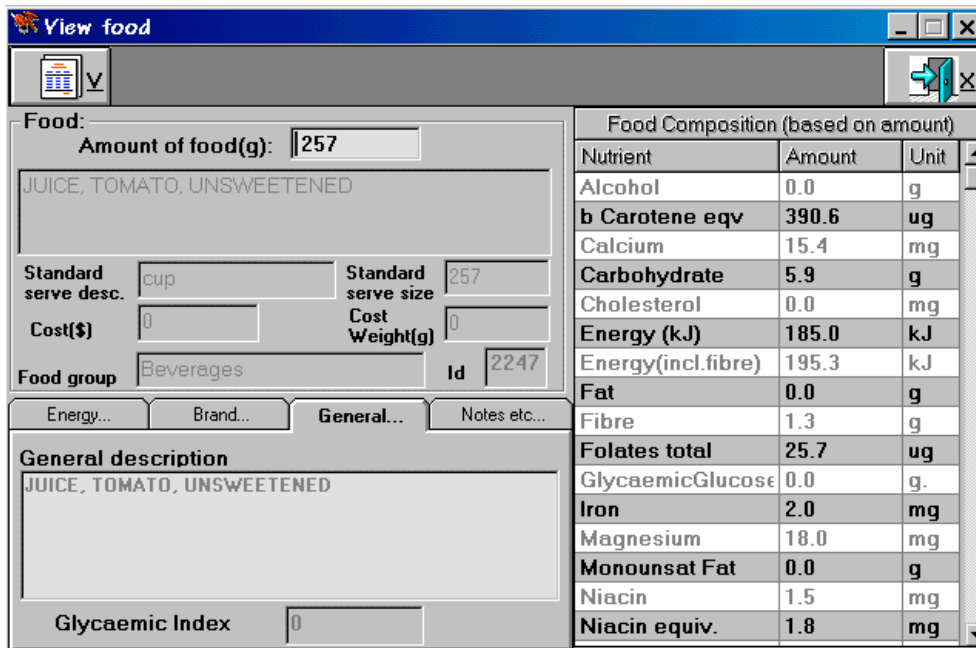 View food
V
X
Food:
Amount of food(g): 257
JUICE, TOMATO, UNSWEETENED
Standard serve desc. cup
Standard serve size 257
Cost($) 0
Cost Weight(g) 0
Food group Beverages
Id 2247
Energy... Brand... General... Notes etc...
General description
JUICE, TOMATO, UNSWEETENED
Glycaemic Index 0
Food Composition (based on amount)
Nutrient Amount Unit
Alcohol 0.0 g
b Carotene eqv 390.6 ug
Calcium 15.4 mg
Carbohydrate 5.9 g
Cholesterol 0.0 mg
Energy (kJ) 185.0 kJ
Energy(incl.fibre) 195.3 kJ
Fat 0.0 g
Fibre 1.3 g
Folates total 25.7 ug
GlycaemicGlucose 0.0 g.
Iron 2.0 mg
Magnesium 18.0 mg
Monounsat Fat 0.0 g
Niacin 1.5 mg
Niacin equiv. 1.8 mg